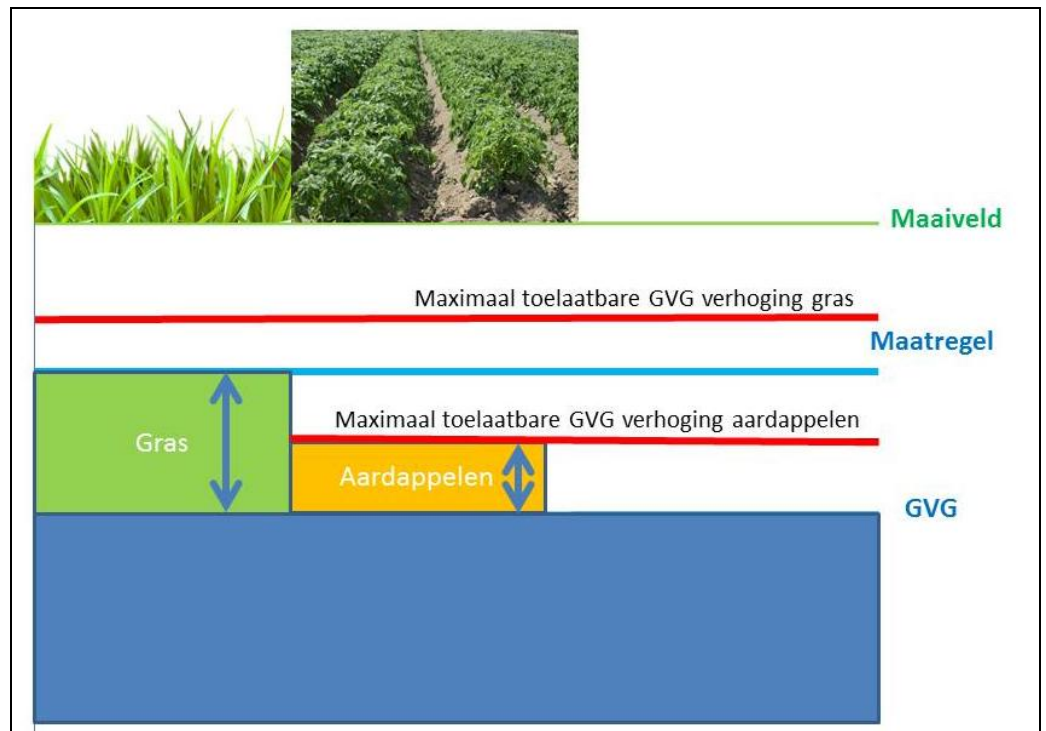 Maaiveld
Maximaal toelaatbare GVG verhoging gras
Maatregel
Maximaal toelaatbare GVG verhoging aardappelen
Gras
Aardappelen
GVG